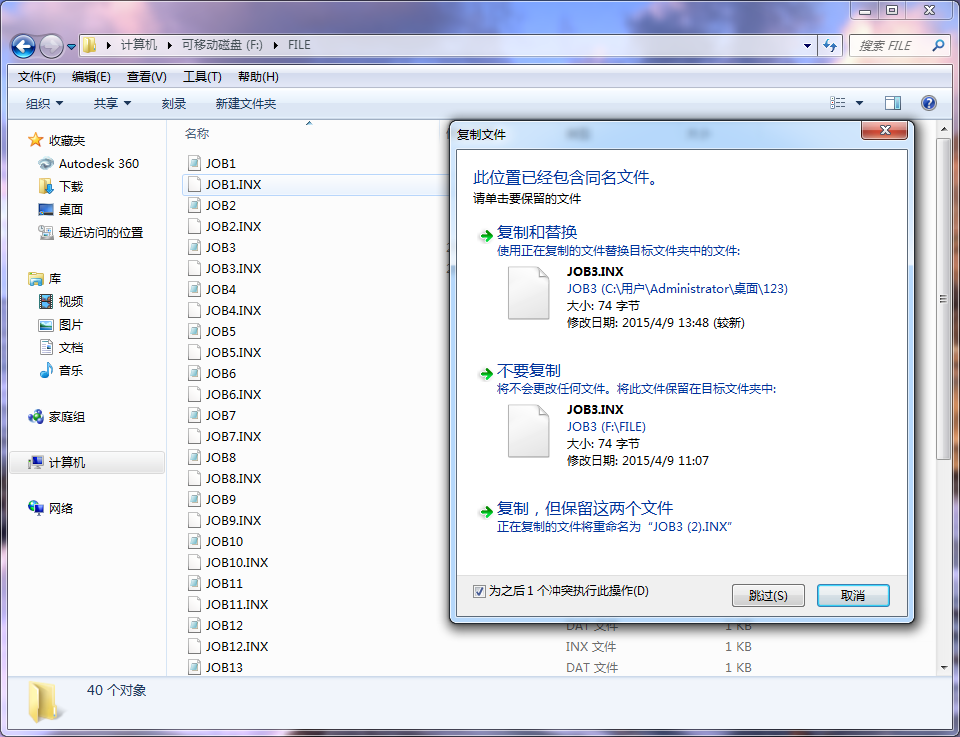 计算机 ▸ 可移动磁盘 (F:) ▸ FILE
搜索 FILE
文件(F) 编辑(E) 查看(V) 工具(T) 帮助(H)
组织 共享 刻录 新建文件夹
收藏夹
Autodesk 360
下载
桌面
最近访问的位置
库
视频
图片
文档
音乐
家庭组
计算机
网络
名称
JOB1
JOB1.INX
JOB2
JOB2.INX
JOB3
JOB3.INX
JOB4
JOB4.INX
JOB5
JOB5.INX
JOB6
JOB6.INX
JOB7
JOB7.INX
JOB8
JOB8.INX
JOB9
JOB9.INX
JOB10
JOB10.INX
JOB11
JOB11.INX
JOB12 DAT 文件 1 KB
JOB12.INX INX 文件 1 KB
JOB13 DAT 文件 1 KB
复制文件
此位置已经包含同名文件。
请单击要保留的文件
复制和替换
使用正在复制的文件替换目标文件夹中的文件:
JOB3.INX
JOB3 (C:\用户\Administrator\桌面\123)
大小: 74 字节
修改日期: 2015/4/9 13:48 (较新)
不要复制
将不会更改任何文件。将此文件保留在目标文件夹中:
JOB3.INX
JOB3 (F:\FILE)
大小: 74 字节
修改日期: 2015/4/9 11:07
复制，但保留这两个文件
正在复制的文件将重命名为“JOB3 (2).INX”
为之后 1 个冲突执行此操作(D)
跳过(S) 取消
40 个对象